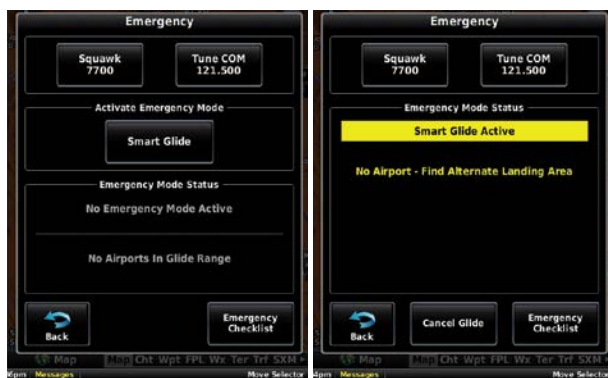 Emergency
Squawk
7700
Tune COM
121.500
Activate Emergency Mode
Smart Glide
Emergency Mode Status
No Emergency Mode Active
No Airports In Glide Range
Back
Emergency
Checklist
Map
Map Cht Wpt FPL Wx Ter Trf SXM
Messages
Move Selector
Emergency
Squawk
7700
Tune COM
121.500
Emergency Mode Status
Smart Glide Active
No Airport - Find Alternate Landing Area
Back
Cancel Glide
Emergency
Checklist
Map
Map Cht Wpt FPL Wx Ter Trf SXM
4pm Messages
Move Selecto